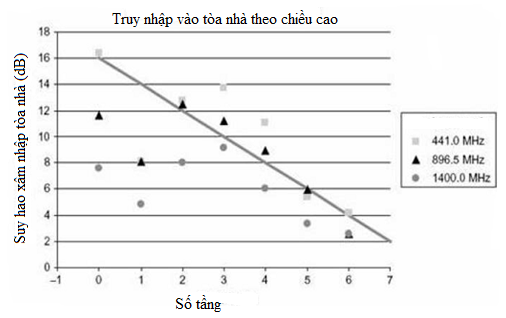 Truy nhập vào tòa nhà theo chiều cao
Suy hao xâm nhập tòa nhà (dB)
18
16
14
12
10
8
6
4
2
0
−1 0 1 2 3 4 5 6 7
Số tầng
441.0 MHz
896.5 MHz
1400.0 MHz